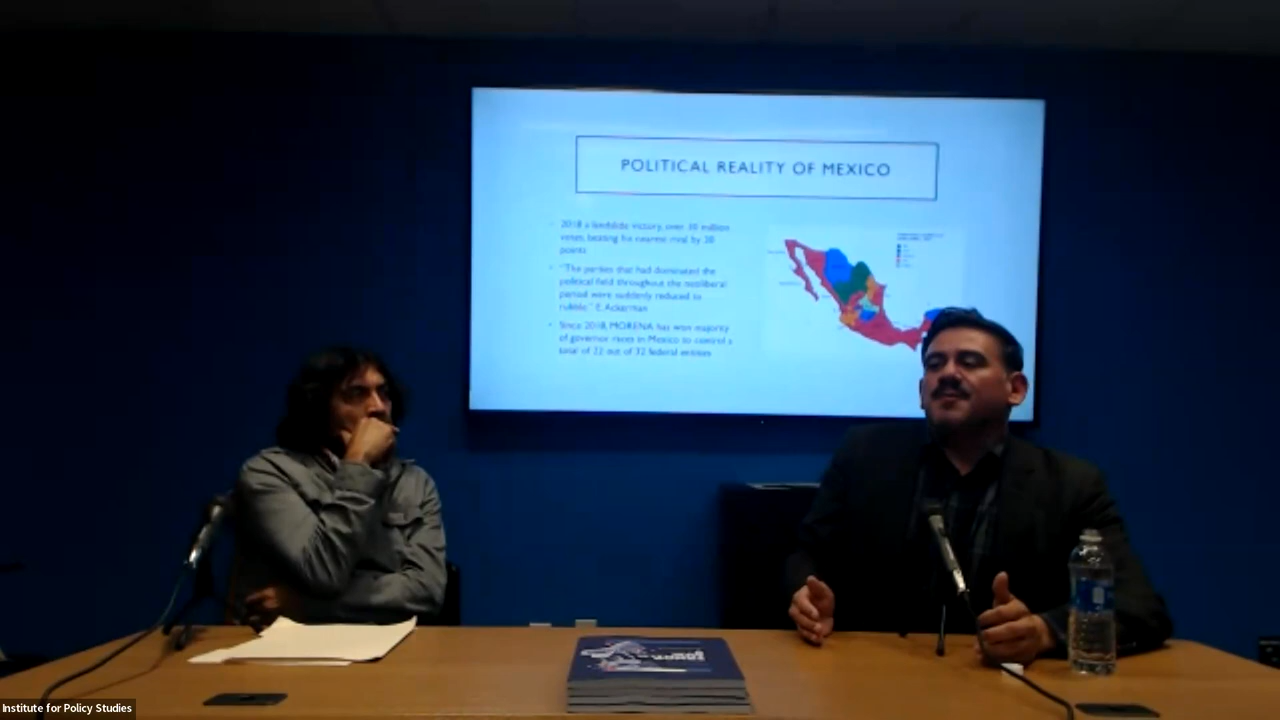 POLITICAL REALITY OF MEXICO
2018 a landslide victory, over 30 million
votes, beating his nearest rival by 20
points
"The parties that had dominated the
political field throughout the neoliberal
period were suddenly reduced to
rubble." E. Ackerman
Since 2018, MORENA has won majority
of governor races in Mexico to control a
total of 22 out of 32 federal entities
Institute for Policy Studies